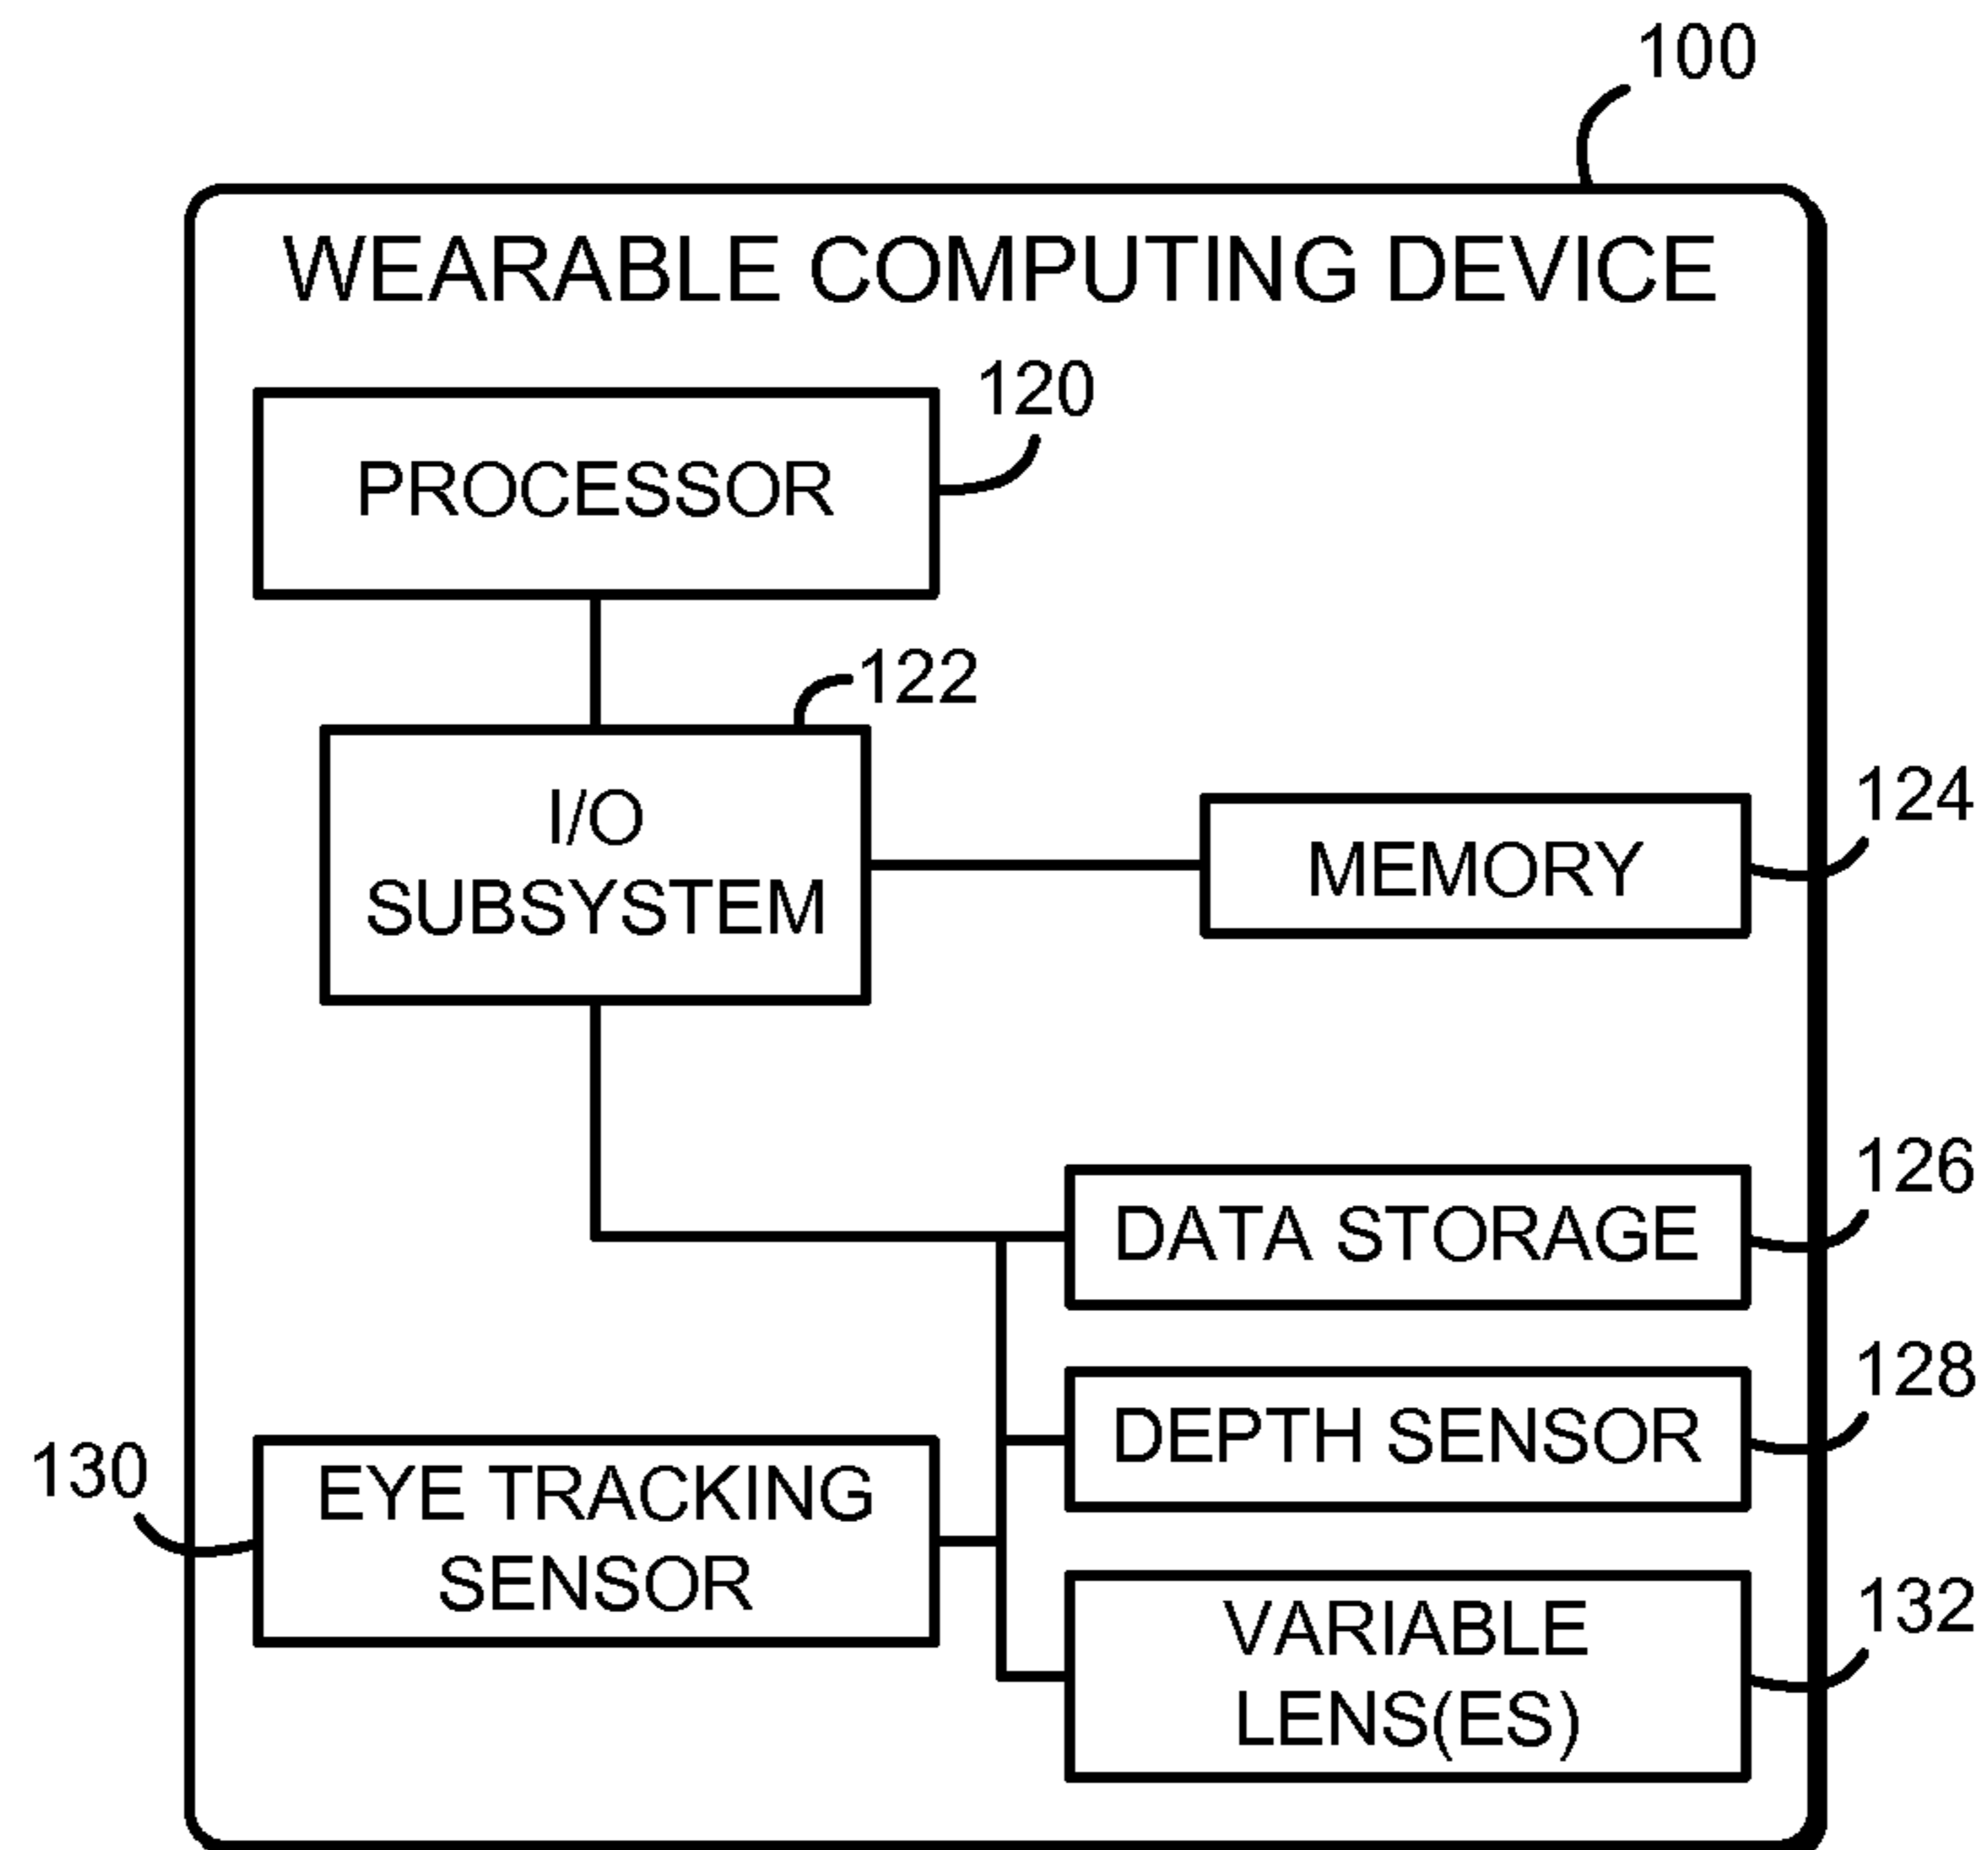 100
WEARABLE COMPUTING DEVICE
120
PROCESSOR
122
I/O
SUBSYSTEM
124
MEMORY
126
DATA STORAGE
128
DEPTH SENSOR
130
EYE TRACKING
SENSOR
132
VARIABLE
LENS(ES)